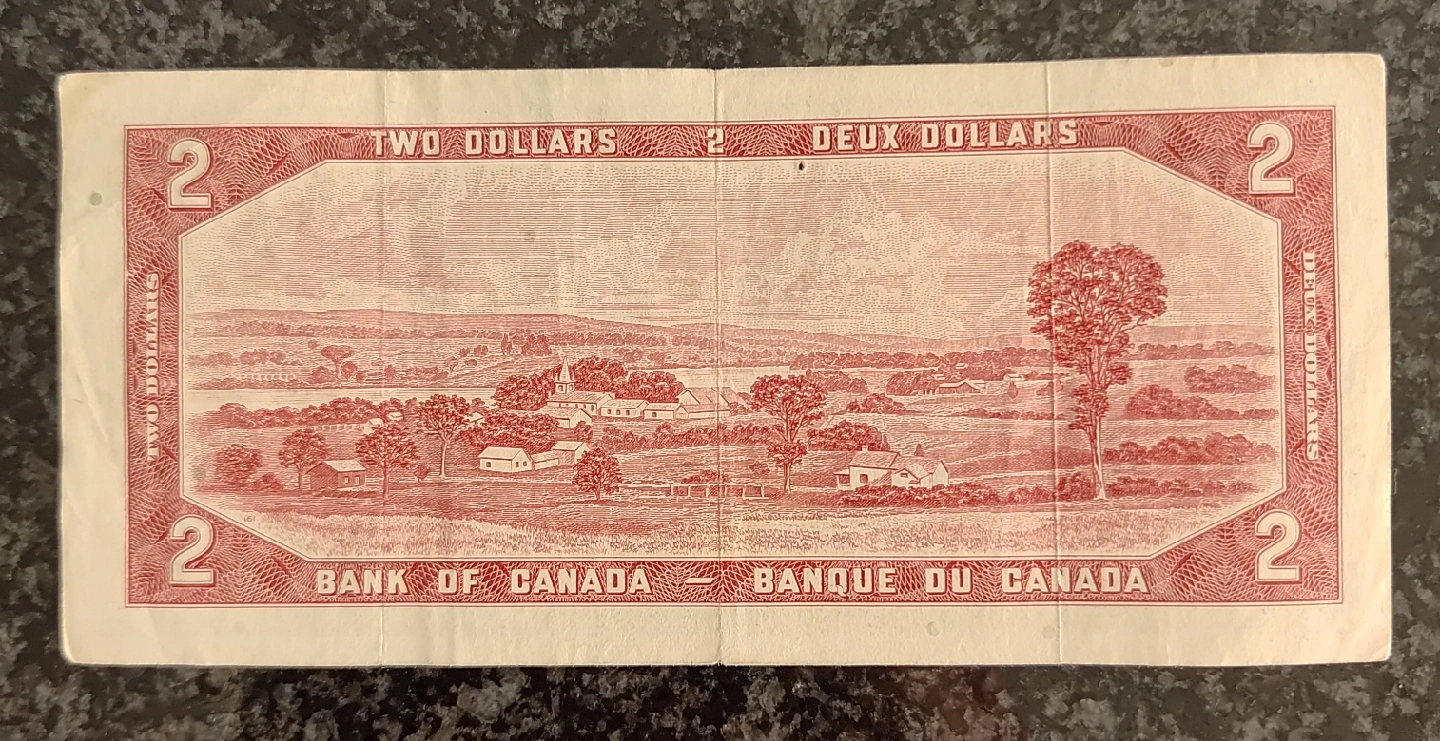 2 TWO DOLLARS 2 DEUX DOLLARS 2
TWO DOLLARS
DEUX DOLLARS
2 BANK OF CANADA — BANQUE DU CANADA 2